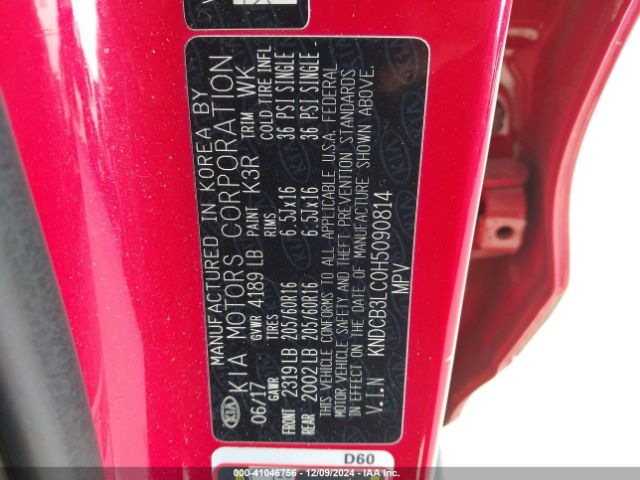 MANUFACTURED IN KOREA BY
KIA MOTORS CORPORATION
06/17 GVWR 4189 LB PAINT K3R TRIM WK
GAWR TIRES RIMS COLD TIRE INFL
FRONT 2319 LB 205/60R16 6.5Jx16 36 PSI SINGLE
REAR 2002 LB 205/60R16 6.5Jx16 36 PSI SINGLE
THIS VEHICLE CONFORMS TO ALL APPLICABLE U.S.A. FEDERAL
MOTOR VEHICLE SAFETY AND THEFT PREVENTION STANDARDS
IN EFFECT ON THE DATE OF MANUFACTURE SHOWN ABOVE.
V.I.N KNDCB3LC0H5090814
MPV
KIA
D60
000-41046756 - 12/09/2024 - IAA Inc.